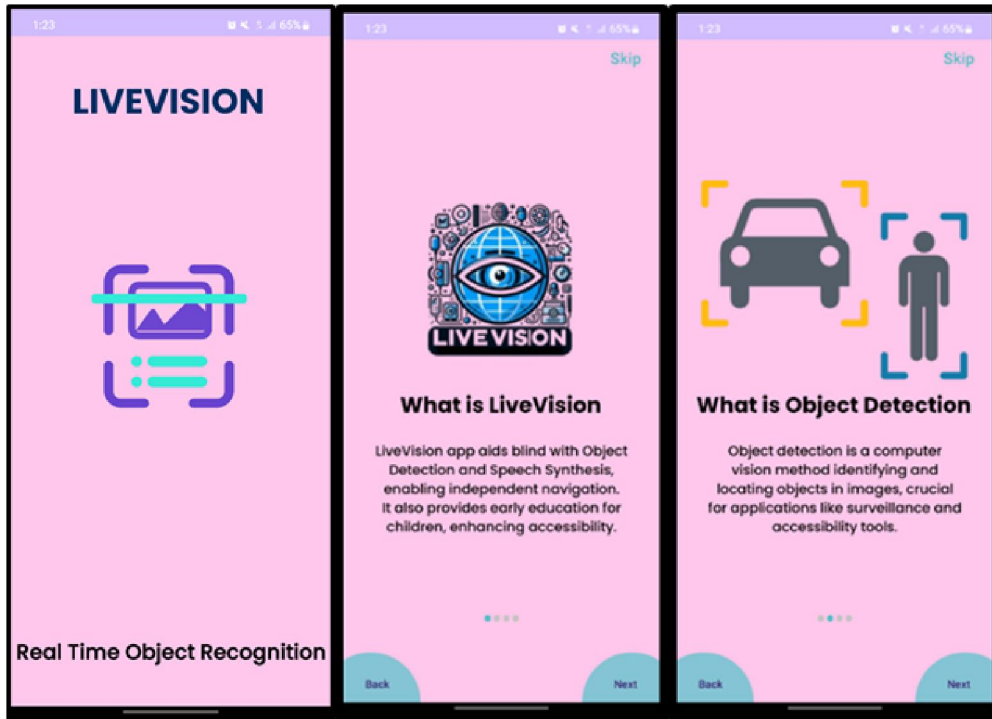 1:23
65%
LIVEVISION
Real Time Object Recognition
1:23
65%
Skip
LIVE VISION
What is LiveVision
LiveVision app aids blind with Object
Detection and Speech Synthesis,
enabling independent navigation.
It also provides early education for
children, enhancing accessibility.
Back
Next
1:23
65%
Skip
What is Object Detection
Object detection is a computer
vision method identifying and
locating objects in images, crucial
for applications like surveillance and
accessibility tools.
Back
Next